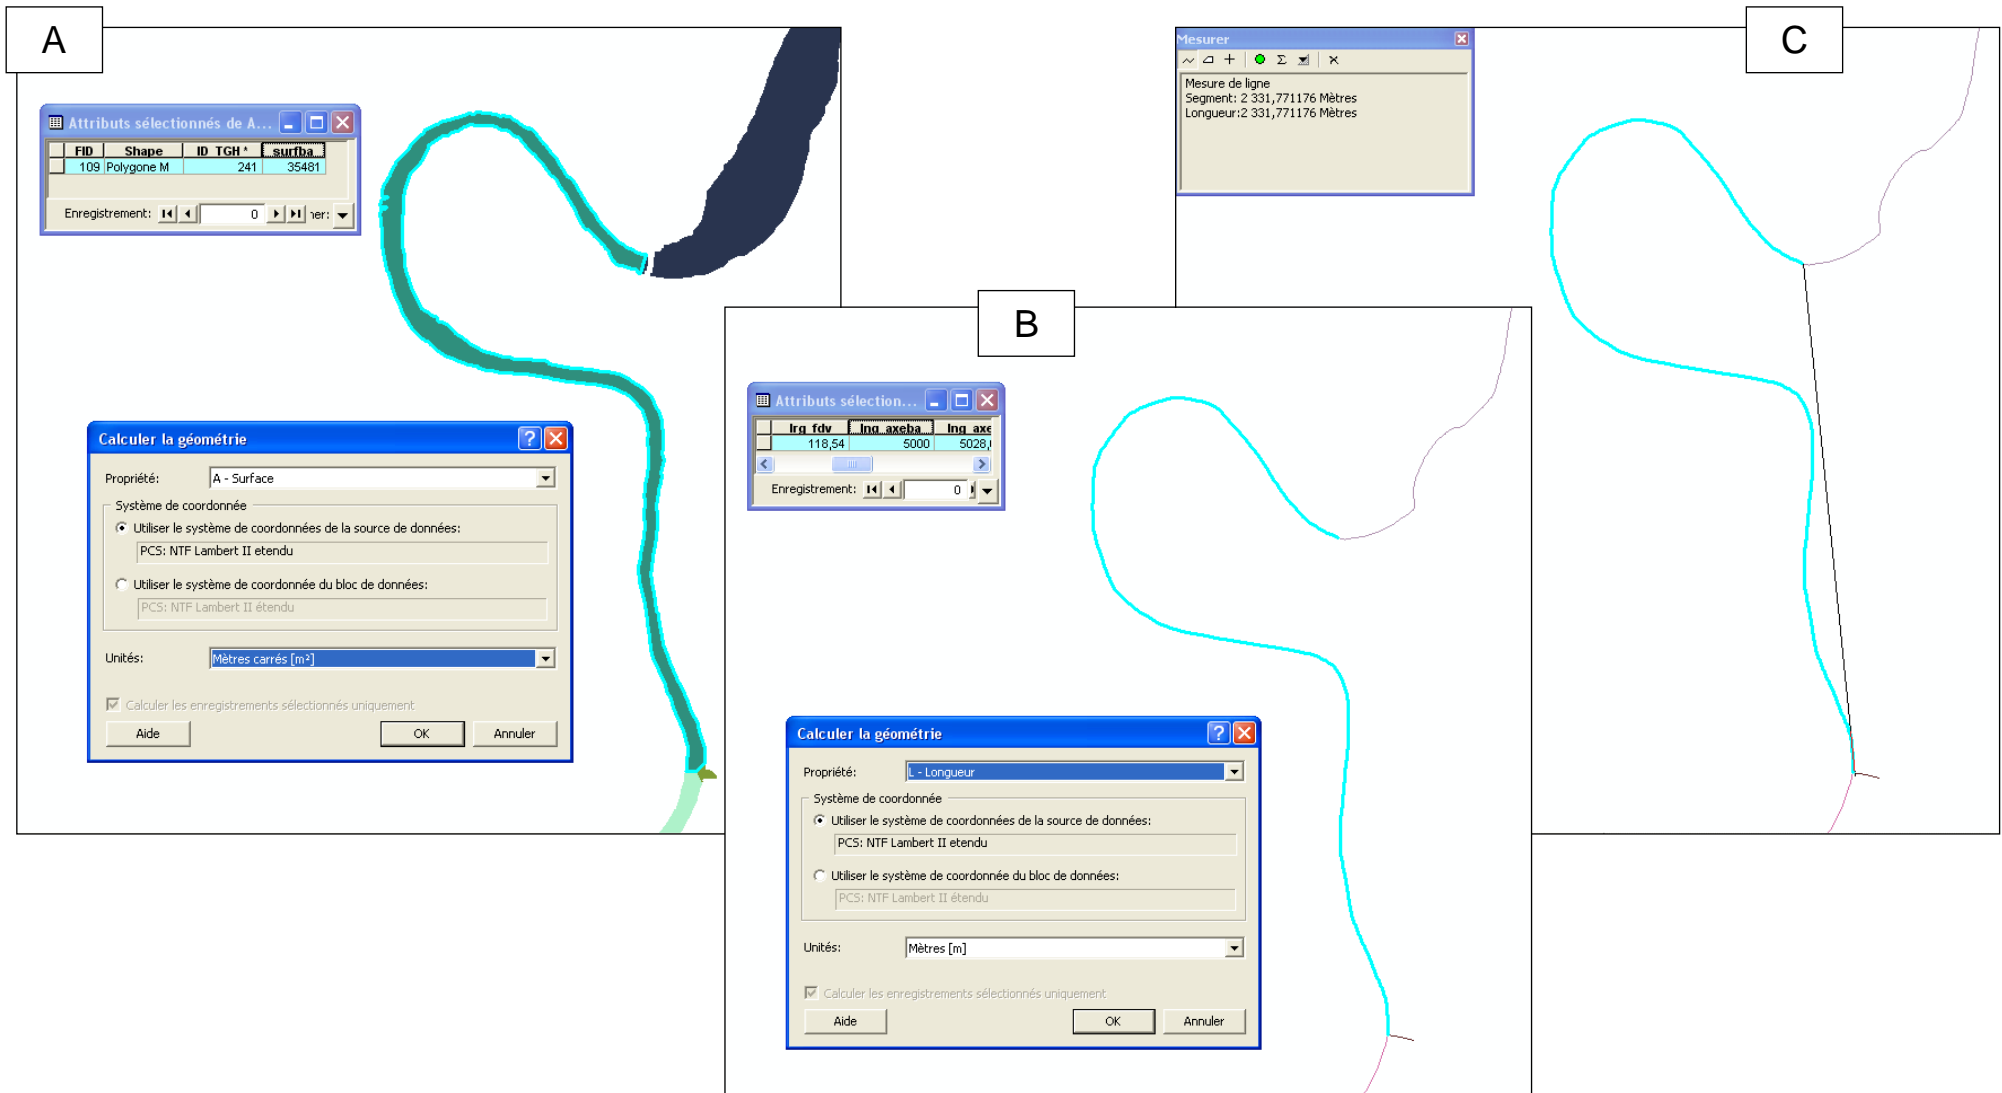 A
Attributs sélectionnés de A...
FID Shape ID_TGH * surfba
109 Polygone M 241 35481
Enregistrement: 0
Calculer la géométrie
Propriété: A - Surface
Système de coordonnée
Utiliser le système de coordonnées de la source de données:
PCS: NTF Lambert II etendu
Utiliser le système de coordonnée du bloc de données:
PCS: NTF Lambert II étendu
Unités: Mètres carrés [m²]
Calculer les enregistrements sélectionnés uniquement
Aide OK Annuler
B
Attributs sélection...
lrg_fdv lng_axeba lng_axe
118,54 5000 5028,
Enregistrement: 0
Calculer la géométrie
Propriété: L - Longueur
Système de coordonnée
Utiliser le système de coordonnées de la source de données:
PCS: NTF Lambert II etendu
Utiliser le système de coordonnée du bloc de données:
PCS: NTF Lambert II étendu
Unités: Mètres [m]
Calculer les enregistrements sélectionnés uniquement
Aide OK Annuler
C
Mesurer
Mesure de ligne
Segment: 2 331,771176 Mètres
Longueur:2 331,771176 Mètres